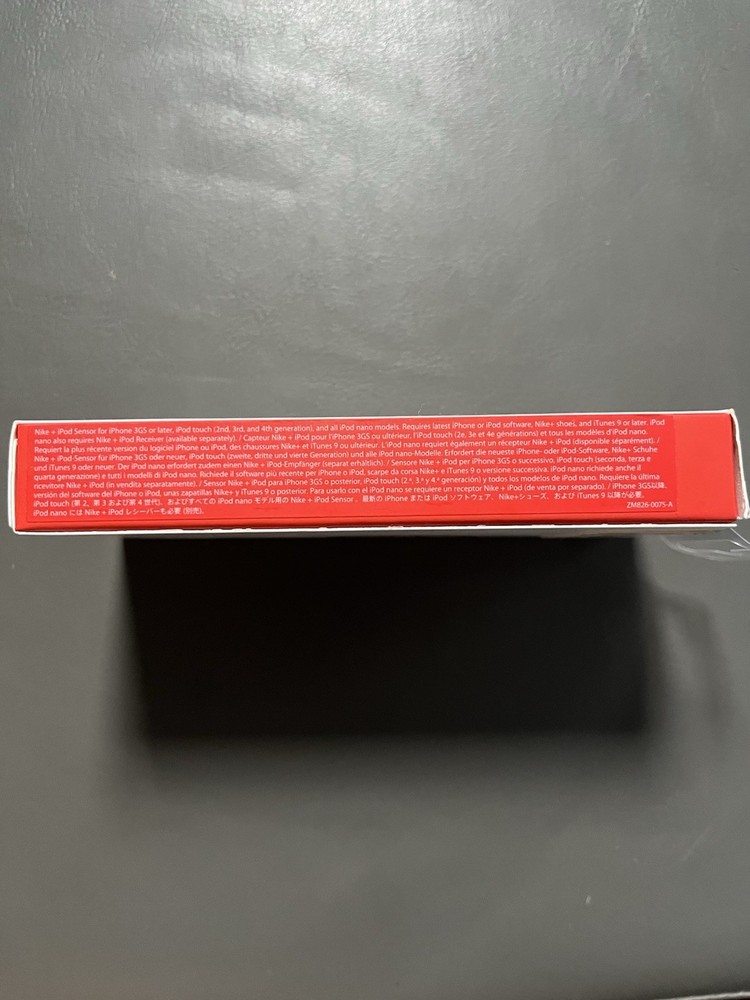 Nike + iPod Sensor for iPhone 3GS or later, iPod touch (2nd, 3rd, and 4th generation), and all iPod nano models. Requires latest iPhone or iPod software, Nike+ shoes, and iTunes 9 or later. iPod
nano also requires Nike + iPod Receiver (available separately). / Capteur Nike + iPod pour l'iPhone 3GS ou ultérieur, l'iPod touch (2e, 3e et 4e générations) et tous les modèles d'iPod nano.
Requiert la plus récente version du logiciel iPhone ou iPod, des chaussures Nike+ et iTunes 9 ou ultérieur. L'iPod nano requiert également un récepteur Nike + iPod (disponible séparément). /
Nike + iPod-Sensor für iPhone 3GS oder neuer, iPod touch (zweite, dritte und vierte Generation) und alle iPod nano-Modelle. Erfordert die neueste iPhone- oder iPod-Software, Nike+ Schuhe
und iTunes 9 oder neuer. Der iPod nano erfordert zudem einen Nike + iPod-Empfänger (separat erhältlich). / Sensore Nike + iPod per iPhone 3GS o successivo, iPod touch (seconda, terza e
quarta generazione) e tutti i modelli di iPod nano. Richiede il software più recente per iPhone o iPod, scarpe da corsa Nike+ e iTunes 9 o versione successiva. iPod nano richiede anche il
ricevitore Nike + iPod (in vendita separatamente). / Sensor Nike + iPod para iPhone 3GS o posterior, iPod touch (2.ª, 3.ª y 4.ª generación) y todos los modelos de iPod nano. Requiere la última
versión del software del iPhone o iPod, unas zapatillas Nike+ y iTunes 9 o posterior. Para usarlo con el iPod nano se requiere un receptor Nike + iPod (de venta por separado). / iPhone 3GS以降、
iPod touch (第 2、第 3 および第 4 世代)、およびすべての iPod nano モデル用の Nike + iPod Sensor 。最新の iPhone または iPod ソフトウェア、Nike+シューズ、および iTunes 9 以降が必要。
iPod nano には Nike + iPod レシーバーも必要 (別売)。
ZM826-0075-A